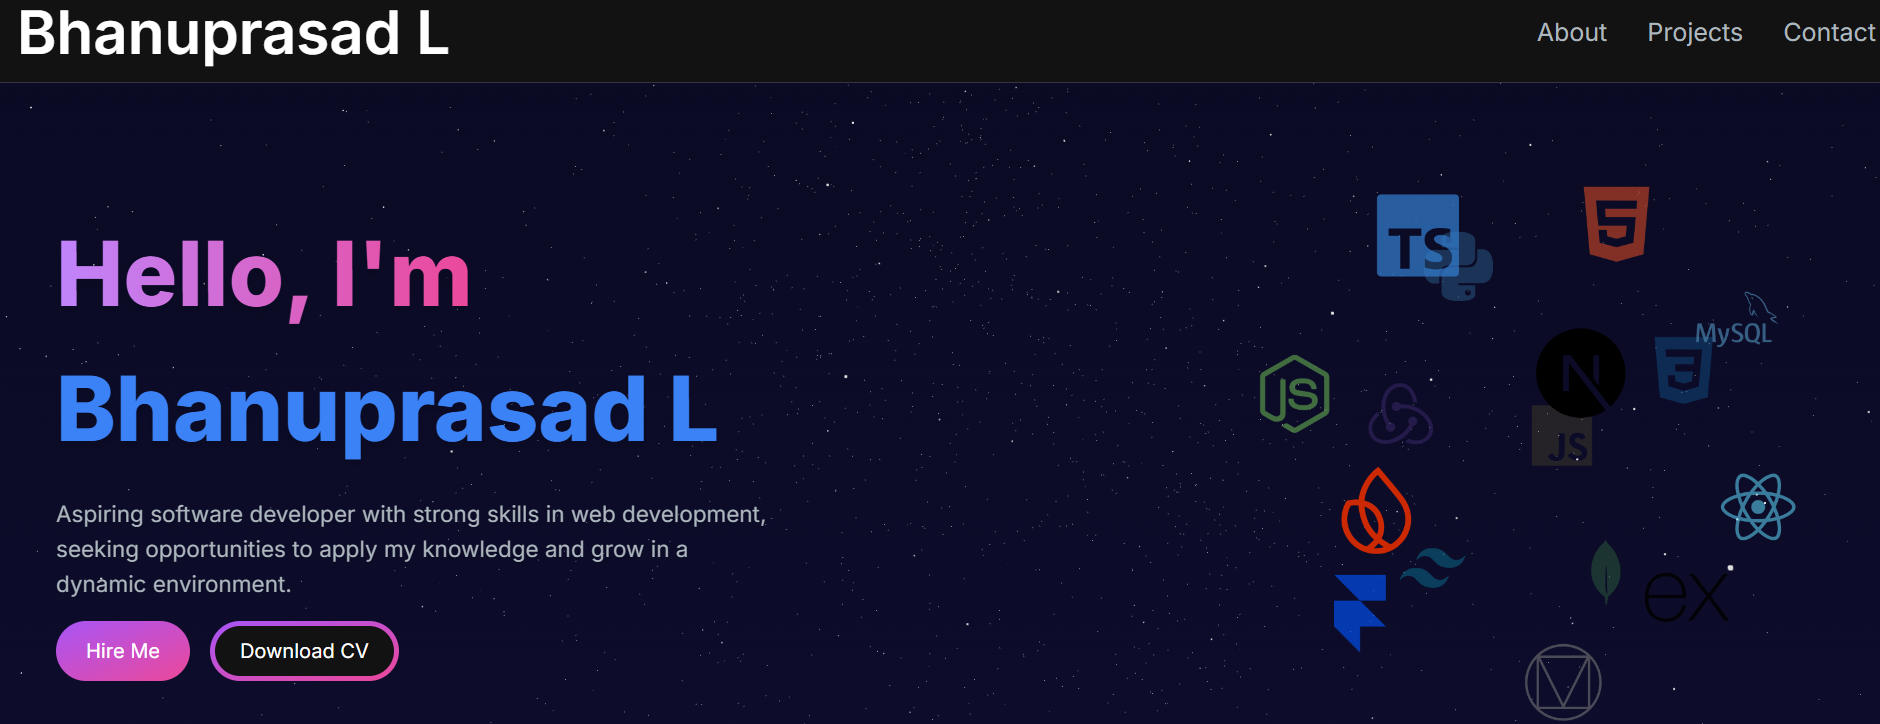 Bhanuprasad L
About Projects Contact
Hello, I'm
Bhanuprasad L
Aspiring software developer with strong skills in web development,
seeking opportunities to apply my knowledge and grow in a
dynamic environment.
Hire Me Download CV
TS
5
MySQL
3
N
JS
JS
ex
M